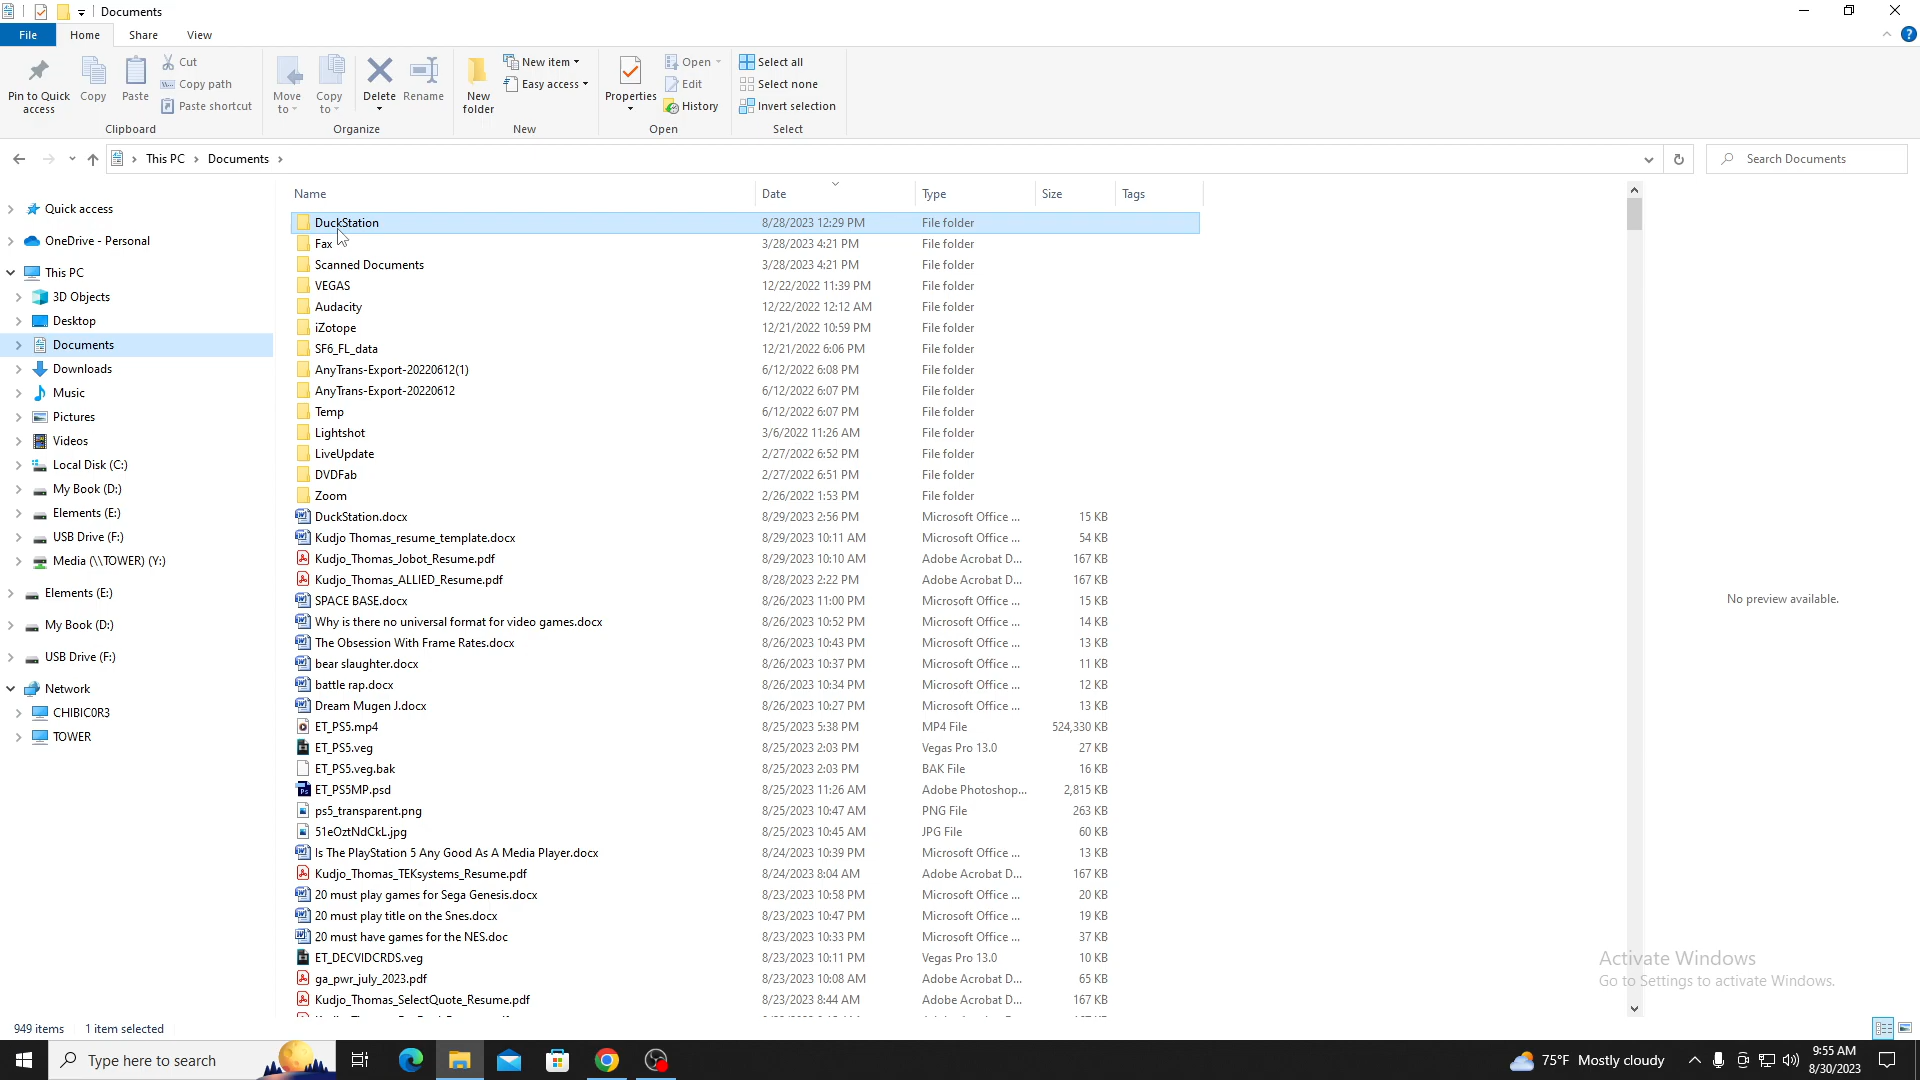 Documents
File Home Share View
Pin to Quick access
Copy
Paste
Cut
Copy path
Paste shortcut
Clipboard
Move to
Copy to
Delete
Rename
Organize
New folder
New item
Easy access
New
Properties
Open
Edit
History
Open
Select all
Select none
Invert selection
Select
This PC > Documents >
Search Documents
Quick access
OneDrive - Personal
This PC
3D Objects
Desktop
Documents
Downloads
Music
Pictures
Videos
Local Disk (C:)
My Book (D:)
Elements (E:)
USB Drive (F:)
Media (\\TOWER) (Y:)
Elements (E:)
My Book (D:)
USB Drive (F:)
Network
CHIBIC0R3
TOWER
Name Date Type Size Tags
DuckStation 8/28/2023 12:29 PM File folder
Fax 3/28/2023 4:21 PM File folder
Scanned Documents 3/28/2023 4:21 PM File folder
VEGAS 12/22/2022 11:39 PM File folder
Audacity 12/22/2022 12:12 AM File folder
iZotope 12/21/2022 10:59 PM File folder
SF6_FL_data 12/21/2022 6:06 PM File folder
AnyTrans-Export-20220612(1) 6/12/2022 6:08 PM File folder
AnyTrans-Export-20220612 6/12/2022 6:07 PM File folder
Temp 6/12/2022 6:07 PM File folder
Lightshot 3/6/2022 11:26 AM File folder
LiveUpdate 2/27/2022 6:52 PM File folder
DVDFab 2/27/2022 6:51 PM File folder
Zoom 2/26/2022 1:53 PM File folder
DuckStation.docx 8/29/2023 2:56 PM Microsoft Office ... 15 KB
Kudjo Thomas_resume_template.docx 8/29/2023 10:11 AM Microsoft Office ... 54 KB
Kudjo_Thomas_Jobot_Resume.pdf 8/29/2023 10:10 AM Adobe Acrobat D... 167 KB
Kudjo_Thomas_ALLIED_Resume.pdf 8/28/2023 2:22 PM Adobe Acrobat D... 167 KB
SPACE BASE.docx 8/26/2023 11:00 PM Microsoft Office ... 15 KB
Why is there no universal format for video games.docx 8/26/2023 10:52 PM Microsoft Office ... 14 KB
The Obsession With Frame Rates.docx 8/26/2023 10:43 PM Microsoft Office ... 13 KB
bear slaughter.docx 8/26/2023 10:37 PM Microsoft Office ... 11 KB
battle rap.docx 8/26/2023 10:34 PM Microsoft Office ... 12 KB
Dream Mugen J.docx 8/26/2023 10:27 PM Microsoft Office ... 13 KB
ET_PS5.mp4 8/25/2023 5:38 PM MP4 File 524,330 KB
ET_PS5.veg 8/25/2023 2:03 PM Vegas Pro 13.0 27 KB
ET_PS5.veg.bak 8/25/2023 2:03 PM BAK File 16 KB
ET_PS5MP.psd 8/25/2023 11:26 AM Adobe Photoshop... 2,815 KB
ps5_transparent.png 8/25/2023 10:47 AM PNG File 263 KB
51eOztNdCkL.jpg 8/25/2023 10:45 AM JPG File 60 KB
Is The PlayStation 5 Any Good As A Media Player.docx 8/24/2023 10:39 PM Microsoft Office ... 13 KB
Kudjo_Thomas_TEKsystems_Resume.pdf 8/24/2023 8:04 AM Adobe Acrobat D... 167 KB
20 must play games for Sega Genesis.docx 8/23/2023 10:58 PM Microsoft Office ... 20 KB
20 must play title on the Snes.docx 8/23/2023 10:47 PM Microsoft Office ... 19 KB
20 must have games for the NES.doc 8/23/2023 10:33 PM Microsoft Office ... 37 KB
ET_DECVIDCRDS.veg 8/23/2023 10:11 PM Vegas Pro 13.0 10 KB
ga_pwr_july_2023.pdf 8/23/2023 10:08 AM Adobe Acrobat D... 65 KB
Kudjo_Thomas_SelectQuote_Resume.pdf 8/23/2023 8:44 AM Adobe Acrobat D... 167 KB
No preview available.
Activate Windows
Go to Settings to activate Windows.
949 items 1 item selected
Type here to search
75°F Mostly cloudy
9:55 AM
8/30/2023